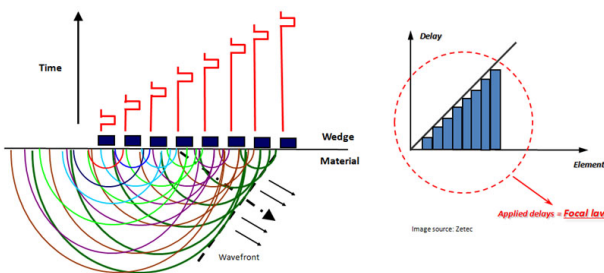 Time
Wedge
Material
Wavefront
Delay
Element
Applied delays = Focal law
Image source: Zetec